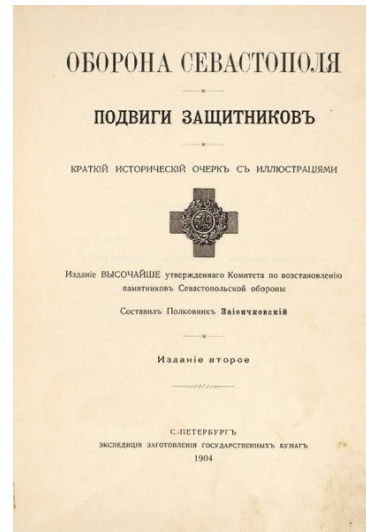 ОБОРОНА СЕВАСТОПОЛЯ
ПОДВИГИ ЗАЩИТНИКОВЪ
КРАТКІЙ ИСТОРИЧЕСКІЙ ОЧЕРКЪ СЪ ИЛЛЮСТРАЦІЯМИ
Изданіе ВЫСОЧАЙШЕ утвержденнаго Комитета по возстановленію
памятниковъ Севастопольской обороны
Составилъ Полковникъ Заіончковскій
Изданіе второе
С.-ПЕТЕРБУРГЪ
ЭКСПЕДИЦІЯ ЗАГОТОВЛЕНІЯ ГОСУДАРСТВЕННЫХЪ БУМАГЪ
1904